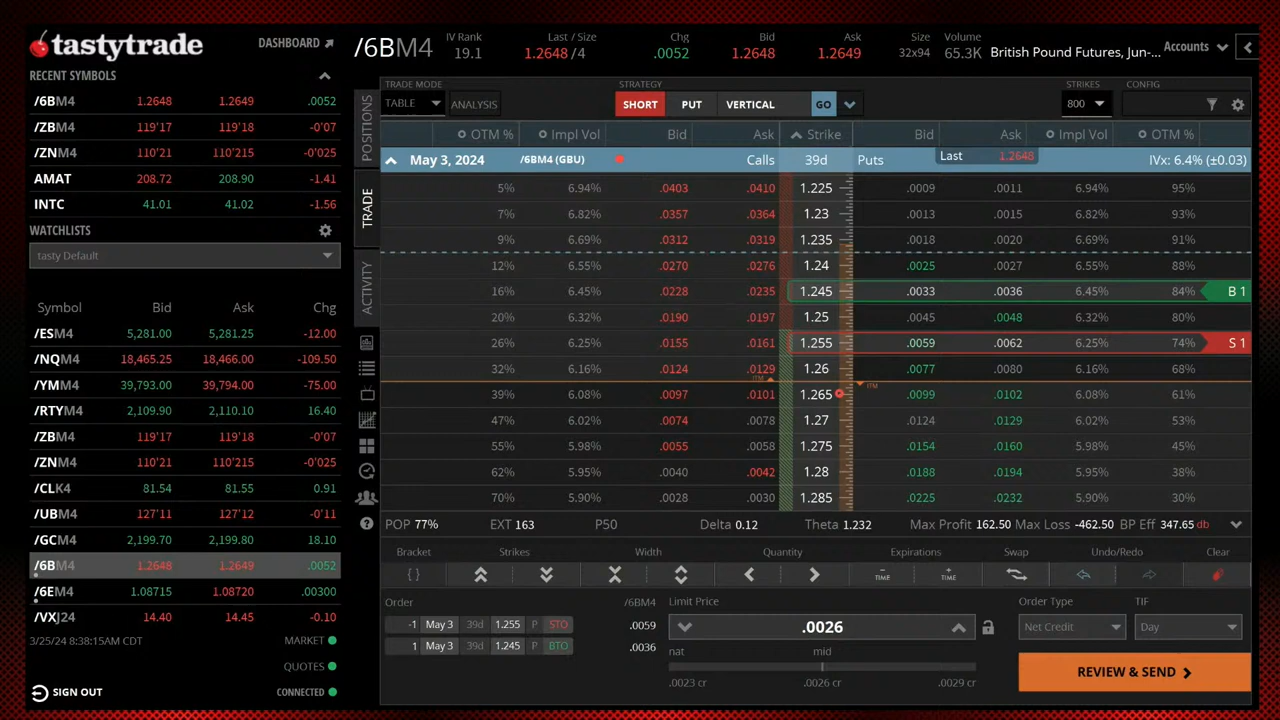 tastytrade
DASHBOARD
RECENT SYMBOLS
/6BM4 1.2648 1.2649 .0052
/ZBM4 119'17 119'18 -0'07
/ZNM4 110'21 110'215 -0'025
AMAT 208.72 208.90 -1.41
INTC 41.01 41.02 -1.56
WATCHLISTS
tasty Default
Symbol Bid Ask Chg
/ESM4 5,281.00 5,281.25 -12.00
/NQM4 18,465.25 18,466.00 -109.50
/YMM4 39,793.00 39,794.00 -75.00
/RTYM4 2,109.90 2,110.10 16.40
/ZBM4 119'17 119'18 -0'07
/ZNM4 110'21 110'215 -0'025
/CLK4 81.54 81.55 0.91
/UBM4 127'11 127'12 -0'11
/GCM4 2,199.70 2,199.80 18.10
/6BM4 1.2648 1.2649 .0052
/6EM4 1.08715 1.08720 .00300
/VXJ24 14.40 14.45 -0.10
3/25/24 8:38:15AM CDT MARKET
QUOTES
SIGN OUT CONNECTED
/6BM4 IV Rank Last / Size Chg Bid Ask Size Volume British Pound Futures, Jun-... Accounts
19.1 1.2648 / 4 .0052 1.2648 1.2649 32x94 65.3K
POSITIONS
TRADE
ACTIVITY
TRADE MODE STRATEGY STRIKES CONFIG
TABLE ANALYSIS SHORT PUT VERTICAL GO 800
OTM % Impl Vol Bid Ask Strike Bid Ask Impl Vol OTM %
May 3, 2024 /6BM4 (GBU) Calls 39d Puts Last 1.2648 IVx: 6.4% (±0.03)
5% 6.94% .0403 .0410 1.225 .0009 .0011 6.94% 95%
7% 6.82% .0357 .0364 1.23 .0013 .0015 6.82% 93%
9% 6.69% .0312 .0319 1.235 .0018 .0020 6.69% 91%
12% 6.55% .0270 .0276 1.24 .0025 .0027 6.55% 88%
16% 6.45% .0228 .0235 1.245 .0033 .0036 6.45% 84% B 1
20% 6.32% .0190 .0197 1.25 .0045 .0048 6.32% 80%
26% 6.25% .0155 .0161 1.255 .0059 .0062 6.25% 74% S 1
32% 6.16% .0124 .0129 1.26 .0077 .0080 6.16% 68%
ITM ITM
39% 6.08% .0097 .0101 1.265 .0099 .0102 6.08% 61%
47% 6.02% .0074 .0078 1.27 .0124 .0129 6.02% 53%
55% 5.98% .0055 .0058 1.275 .0154 .0160 5.98% 45%
62% 5.95% .0040 .0042 1.28 .0188 .0194 5.95% 38%
70% 5.90% .0028 .0030 1.285 .0225 .0232 5.90% 30%
POP 77% EXT 163 P50 Delta 0.12 Theta 1.232 Max Profit 162.50 Max Loss -462.50 BP Eff 347.65 db
Bracket Strikes Width Quantity Expirations Swap Undo/Redo Clear
{ } TIME TIME
Order /6BM4 Limit Price Order Type TIF
-1 May 3 39d 1.255 P STO .0059 .0026 Net Credit Day
1 May 3 39d 1.245 P BTO .0036
nat mid
.0023 cr .0026 cr .0029 cr
REVIEW & SEND